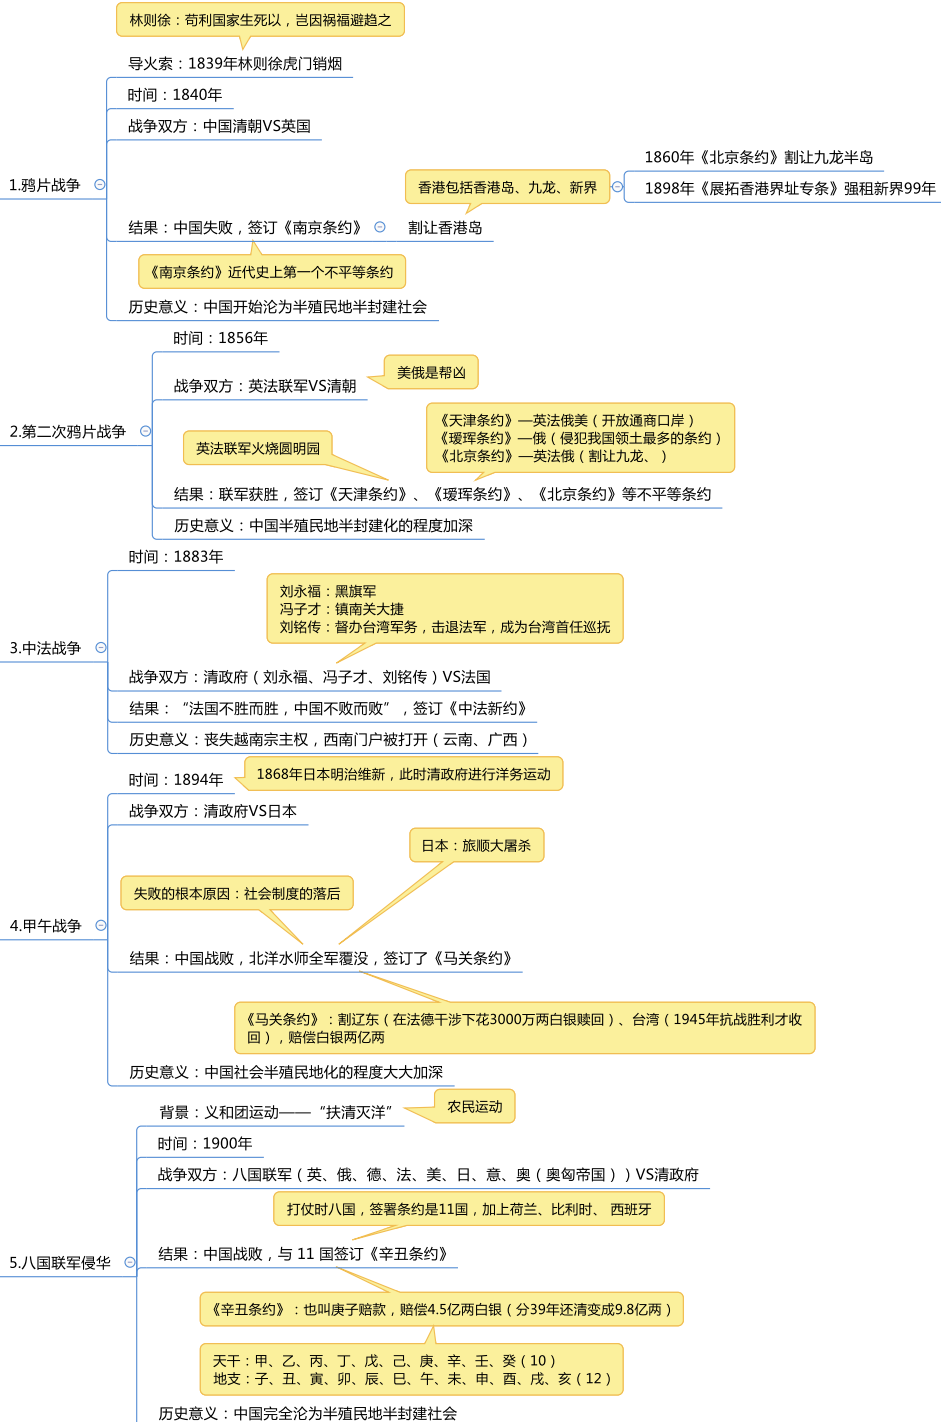 林则徐：苟利国家生死以，岂因祸福避趋之
导火索：1839年林则徐虎门销烟
时间：1840年
战争双方：中国清朝VS英国
1860年《北京条约》割让九龙半岛
1.鸦片战争
香港包括香港岛、九龙、新界
1898年《展拓香港界址专条》强租新界99年
结果：中国失败，签订《南京条约》
割让香港岛
《南京条约》近代史上第一个不平等条约
历史意义：中国开始沦为半殖民地半封建社会
时间：1856年
美俄是帮凶
战争双方：英法联军VS清朝
2.第二次鸦片战争
《天津条约》—英法俄美（开放通商口岸）
《瑷珲条约》—俄（侵犯我国领土最多的条约）
《北京条约》—英法俄（割让九龙、）
英法联军火烧圆明园
结果：联军获胜，签订《天津条约》、《瑷珲条约》、《北京条约》等不平等条约
历史意义：中国半殖民地半封建化的程度加深
时间：1883年
刘永福：黑旗军
冯子才：镇南关大捷
刘铭传：督办台湾军务，击退法军，成为台湾首任巡抚
3.中法战争
战争双方：清政府（刘永福、冯子才、刘铭传）VS法国
结果：“法国不胜而胜，中国不败而败”，签订《中法新约》
历史意义：丧失越南宗主权，西南门户被打开（云南、广西）
时间：1894年
1868年日本明治维新，此时清政府进行洋务运动
战争双方：清政府VS日本
日本：旅顺大屠杀
失败的根本原因：社会制度的落后
4.甲午战争
结果：中国战败，北洋水师全军覆没，签订了《马关条约》
《马关条约》：割辽东（在法德干涉下花3000万两白银赎回）、台湾（1945年抗战胜利才收
回），赔偿白银两亿两
历史意义：中国社会半殖民地化的程度大大加深
背景：义和团运动——“扶清灭洋”
农民运动
时间：1900年
战争双方：八国联军（英、俄、德、法、美、日、意、奥（奥匈帝国））VS清政府
打仗时八国，签署条约是11国，加上荷兰、比利时、 西班牙
5.八国联军侵华
结果：中国战败，与 11 国签订《辛丑条约》
《辛丑条约》：也叫庚子赔款，赔偿4.5亿两白银（分39年还清变成9.8亿两）
天干：甲、乙、丙、丁、戊、己、庚、辛、壬、癸（10）
地支：子、丑、寅、卯、辰、巳、午、未、申、酉、戌、亥（12）
历史意义：中国完全沦为半殖民地半封建社会